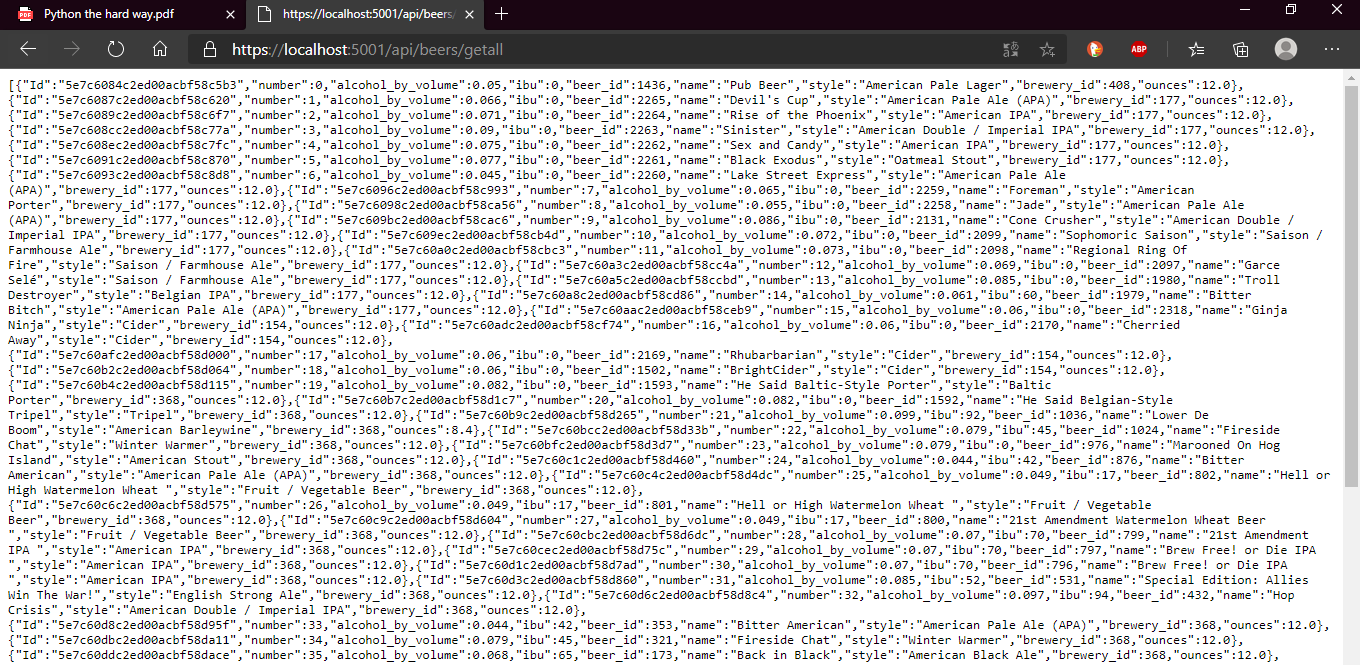 Python the hard way.pdf
https://localhost:5001/api/beers/
https://localhost:5001/api/beers/getall
ABP
[{"Id":"5e7c6084c2ed00acbf58c5b3","number":0,"alcohol_by_volume":0.05,"ibu":0,"beer_id":1436,"name":"Pub Beer","style":"American Pale Lager","brewery_id":408,"ounces":12.0},
{"Id":"5e7c6087c2ed00acbf58c620","number":1,"alcohol_by_volume":0.066,"ibu":0,"beer_id":2265,"name":"Devil's Cup","style":"American Pale Ale (APA)","brewery_id":177,"ounces":12.0},
{"Id":"5e7c6089c2ed00acbf58c6f7","number":2,"alcohol_by_volume":0.071,"ibu":0,"beer_id":2264,"name":"Rise of the Phoenix","style":"American IPA","brewery_id":177,"ounces":12.0},
{"Id":"5e7c608cc2ed00acbf58c77a","number":3,"alcohol_by_volume":0.09,"ibu":0,"beer_id":2263,"name":"Sinister","style":"American Double / Imperial IPA","brewery_id":177,"ounces":12.0},
{"Id":"5e7c608ec2ed00acbf58c7fc","number":4,"alcohol_by_volume":0.075,"ibu":0,"beer_id":2262,"name":"Sex and Candy","style":"American IPA","brewery_id":177,"ounces":12.0},
{"Id":"5e7c6091c2ed00acbf58c870","number":5,"alcohol_by_volume":0.077,"ibu":0,"beer_id":2261,"name":"Black Exodus","style":"Oatmeal Stout","brewery_id":177,"ounces":12.0},
{"Id":"5e7c6093c2ed00acbf58c8d8","number":6,"alcohol_by_volume":0.045,"ibu":0,"beer_id":2260,"name":"Lake Street Express","style":"American Pale Ale
(APA)","brewery_id":177,"ounces":12.0},{"Id":"5e7c6096c2ed00acbf58c993","number":7,"alcohol_by_volume":0.065,"ibu":0,"beer_id":2259,"name":"Foreman","style":"American
Porter","brewery_id":177,"ounces":12.0},{"Id":"5e7c6098c2ed00acbf58ca56","number":8,"alcohol_by_volume":0.055,"ibu":0,"beer_id":2258,"name":"Jade","style":"American Pale Ale
(APA)","brewery_id":177,"ounces":12.0},{"Id":"5e7c609bc2ed00acbf58cac6","number":9,"alcohol_by_volume":0.086,"ibu":0,"beer_id":2131,"name":"Cone Crusher","style":"American Double /
Imperial IPA","brewery_id":177,"ounces":12.0},{"Id":"5e7c609ec2ed00acbf58cb4d","number":10,"alcohol_by_volume":0.072,"ibu":0,"beer_id":2099,"name":"Sophomoric Saison","style":"Saison /
Farmhouse Ale","brewery_id":177,"ounces":12.0},{"Id":"5e7c60a0c2ed00acbf58cbc3","number":11,"alcohol_by_volume":0.073,"ibu":0,"beer_id":2098,"name":"Regional Ring Of
Fire","style":"Saison / Farmhouse Ale","brewery_id":177,"ounces":12.0},{"Id":"5e7c60a3c2ed00acbf58cc4a","number":12,"alcohol_by_volume":0.069,"ibu":0,"beer_id":2097,"name":"Garce
Selé","style":"Saison / Farmhouse Ale","brewery_id":177,"ounces":12.0},{"Id":"5e7c60a5c2ed00acbf58ccbd","number":13,"alcohol_by_volume":0.085,"ibu":0,"beer_id":1980,"name":"Troll
Destroyer","style":"Belgian IPA","brewery_id":177,"ounces":12.0},{"Id":"5e7c60a8c2ed00acbf58cd86","number":14,"alcohol_by_volume":0.061,"ibu":60,"beer_id":1979,"name":"Bitter
Bitch","style":"American Pale Ale (APA)","brewery_id":177,"ounces":12.0},{"Id":"5e7c60aac2ed00acbf58ceb9","number":15,"alcohol_by_volume":0.06,"ibu":0,"beer_id":2318,"name":"Ginja
Ninja","style":"Cider","brewery_id":154,"ounces":12.0},{"Id":"5e7c60adc2ed00acbf58cf74","number":16,"alcohol_by_volume":0.06,"ibu":0,"beer_id":2170,"name":"Cherried
Away","style":"Cider","brewery_id":154,"ounces":12.0},
{"Id":"5e7c60afc2ed00acbf58d000","number":17,"alcohol_by_volume":0.06,"ibu":0,"beer_id":2169,"name":"Rhubarbarian","style":"Cider","brewery_id":154,"ounces":12.0},
{"Id":"5e7c60b2c2ed00acbf58d064","number":18,"alcohol_by_volume":0.06,"ibu":0,"beer_id":1502,"name":"BrightCider","style":"Cider","brewery_id":154,"ounces":12.0},
{"Id":"5e7c60b4c2ed00acbf58d115","number":19,"alcohol_by_volume":0.082,"ibu":0,"beer_id":1593,"name":"He Said Baltic-Style Porter","style":"Baltic
Porter","brewery_id":368,"ounces":12.0},{"Id":"5e7c60b7c2ed00acbf58d1c7","number":20,"alcohol_by_volume":0.082,"ibu":0,"beer_id":1592,"name":"He Said Belgian-Style
Tripel","style":"Tripel","brewery_id":368,"ounces":12.0},{"Id":"5e7c60b9c2ed00acbf58d265","number":21,"alcohol_by_volume":0.099,"ibu":92,"beer_id":1036,"name":"Lower De
Boom","style":"American Barleywine","brewery_id":368,"ounces":8.4},{"Id":"5e7c60bcc2ed00acbf58d33b","number":22,"alcohol_by_volume":0.079,"ibu":45,"beer_id":1024,"name":"Fireside
Chat","style":"Winter Warmer","brewery_id":368,"ounces":12.0},{"Id":"5e7c60bfc2ed00acbf58d3d7","number":23,"alcohol_by_volume":0.079,"ibu":0,"beer_id":976,"name":"Marooned On Hog
Island","style":"American Stout","brewery_id":368,"ounces":12.0},{"Id":"5e7c60c1c2ed00acbf58d460","number":24,"alcohol_by_volume":0.044,"ibu":42,"beer_id":876,"name":"Bitter
American","style":"American Pale Ale (APA)","brewery_id":368,"ounces":12.0},{"Id":"5e7c60c4c2ed00acbf58d4dc","number":25,"alcohol_by_volume":0.049,"ibu":17,"beer_id":802,"name":"Hell or
High Watermelon Wheat ","style":"Fruit / Vegetable Beer","brewery_id":368,"ounces":12.0},
{"Id":"5e7c60c6c2ed00acbf58d575","number":26,"alcohol_by_volume":0.049,"ibu":17,"beer_id":801,"name":"Hell or High Watermelon Wheat ","style":"Fruit / Vegetable
Beer","brewery_id":368,"ounces":12.0},{"Id":"5e7c60c9c2ed00acbf58d604","number":27,"alcohol_by_volume":0.049,"ibu":17,"beer_id":800,"name":"21st Amendment Watermelon Wheat Beer
","style":"Fruit / Vegetable Beer","brewery_id":368,"ounces":12.0},{"Id":"5e7c60cbc2ed00acbf58d6dc","number":28,"alcohol_by_volume":0.07,"ibu":70,"beer_id":799,"name":"21st Amendment
IPA ","style":"American IPA","brewery_id":368,"ounces":12.0},{"Id":"5e7c60cec2ed00acbf58d75c","number":29,"alcohol_by_volume":0.07,"ibu":70,"beer_id":797,"name":"Brew Free! or Die IPA
","style":"American IPA","brewery_id":368,"ounces":12.0},{"Id":"5e7c60d1c2ed00acbf58d7ad","number":30,"alcohol_by_volume":0.07,"ibu":70,"beer_id":796,"name":"Brew Free! or Die IPA
","style":"American IPA","brewery_id":368,"ounces":12.0},{"Id":"5e7c60d3c2ed00acbf58d860","number":31,"alcohol_by_volume":0.085,"ibu":52,"beer_id":531,"name":"Special Edition: Allies
Win The War!","style":"English Strong Ale","brewery_id":368,"ounces":12.0},{"Id":"5e7c60d6c2ed00acbf58d8c4","number":32,"alcohol_by_volume":0.097,"ibu":94,"beer_id":432,"name":"Hop
Crisis","style":"American Double / Imperial IPA","brewery_id":368,"ounces":12.0},
{"Id":"5e7c60d8c2ed00acbf58d95f","number":33,"alcohol_by_volume":0.044,"ibu":42,"beer_id":353,"name":"Bitter American","style":"American Pale Ale (APA)","brewery_id":368,"ounces":12.0},
{"Id":"5e7c60dbc2ed00acbf58da11","number":34,"alcohol_by_volume":0.079,"ibu":45,"beer_id":321,"name":"Fireside Chat","style":"Winter Warmer","brewery_id":368,"ounces":12.0},
{"Id":"5e7c60ddc2ed00acbf58dace","number":35,"alcohol_by_volume":0.068,"ibu":65,"beer_id":173,"name":"Back in Black","style":"American Black Ale","brewery_id":368,"ounces":12.0},